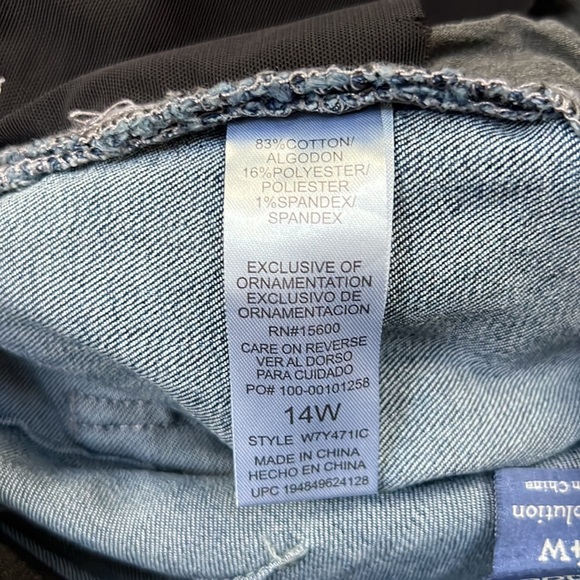 83%COTTON/
ALGODON
16%POLYESTER/
POLIESTER
1%SPANDEX/
SPANDEX
EXCLUSIVE OF
ORNAMENTATION
EXCLUSIVO DE
ORNAMENTACION
RN#15600
CARE ON REVERSE
VER AL DORSO
PARA CUIDADO
PO# 100-00101258
14W
STYLE W7Y471IC
MADE IN CHINA
HECHO EN CHINA
UPC 194849624128
+W
olution
n China